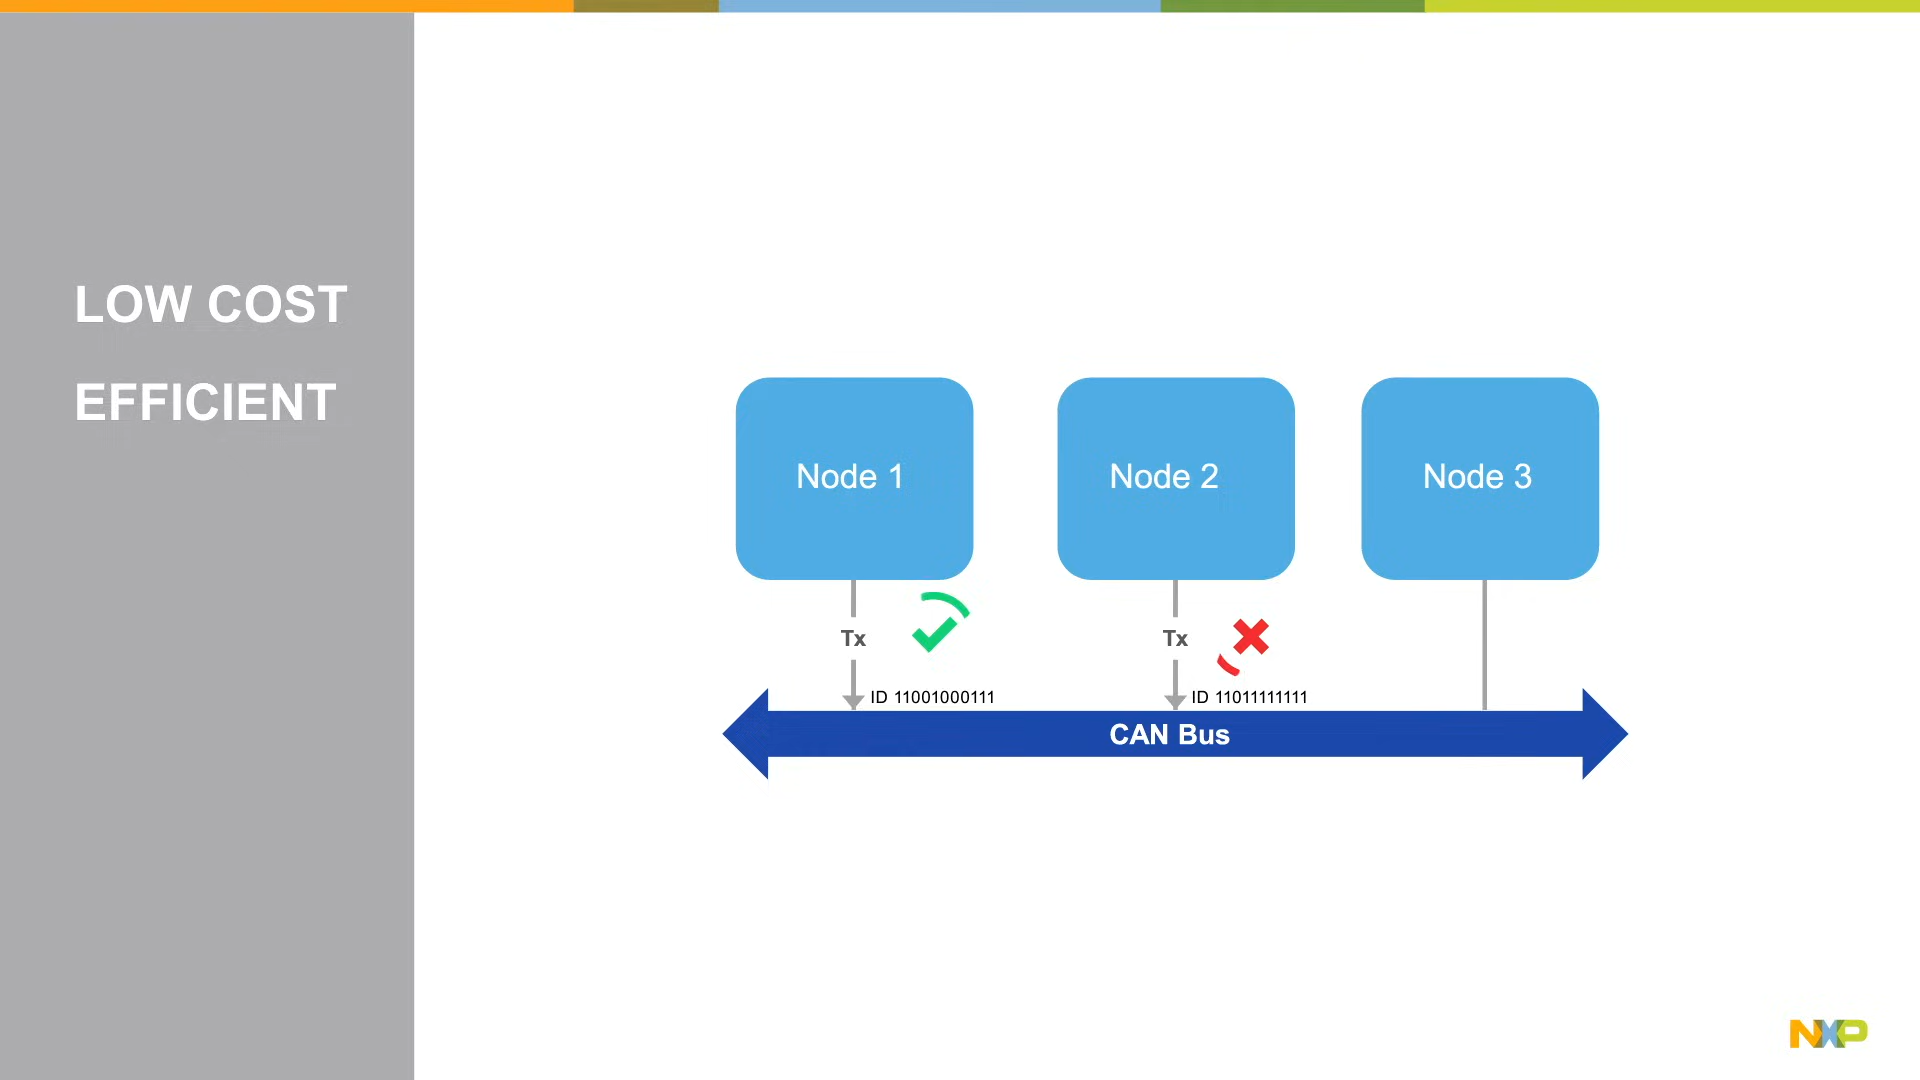 LOW COST
EFFICIENT
Node 1
Node 2
Node 3
Tx
Tx
ID 11001000111
ID 11011111111
CAN Bus
NXP